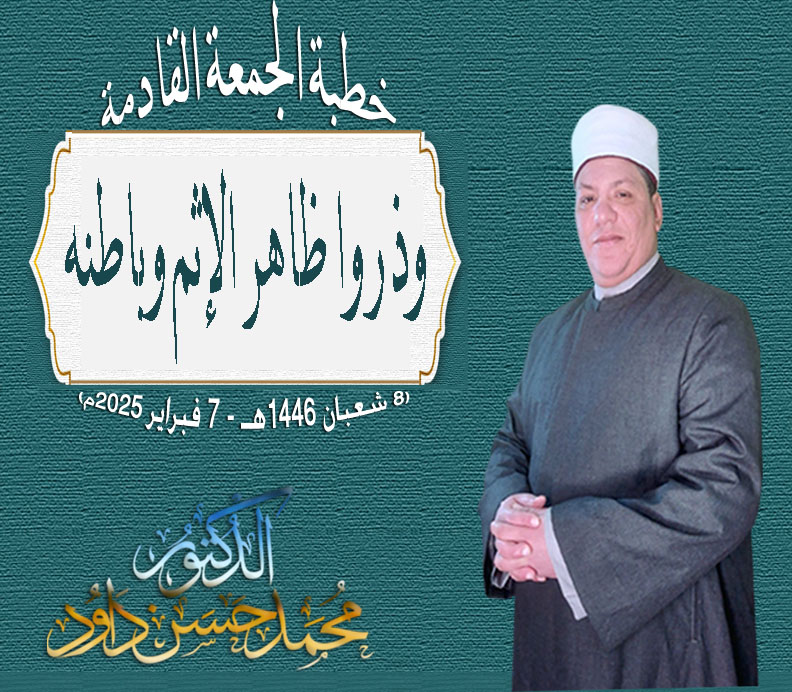 خطبة الجمعة القادمة
وذروا ظاهر الإثم وباطنه
(8 شعبان 1446هـ - 7 فبراير 2025م)
الدكتور
محمد حسن داود